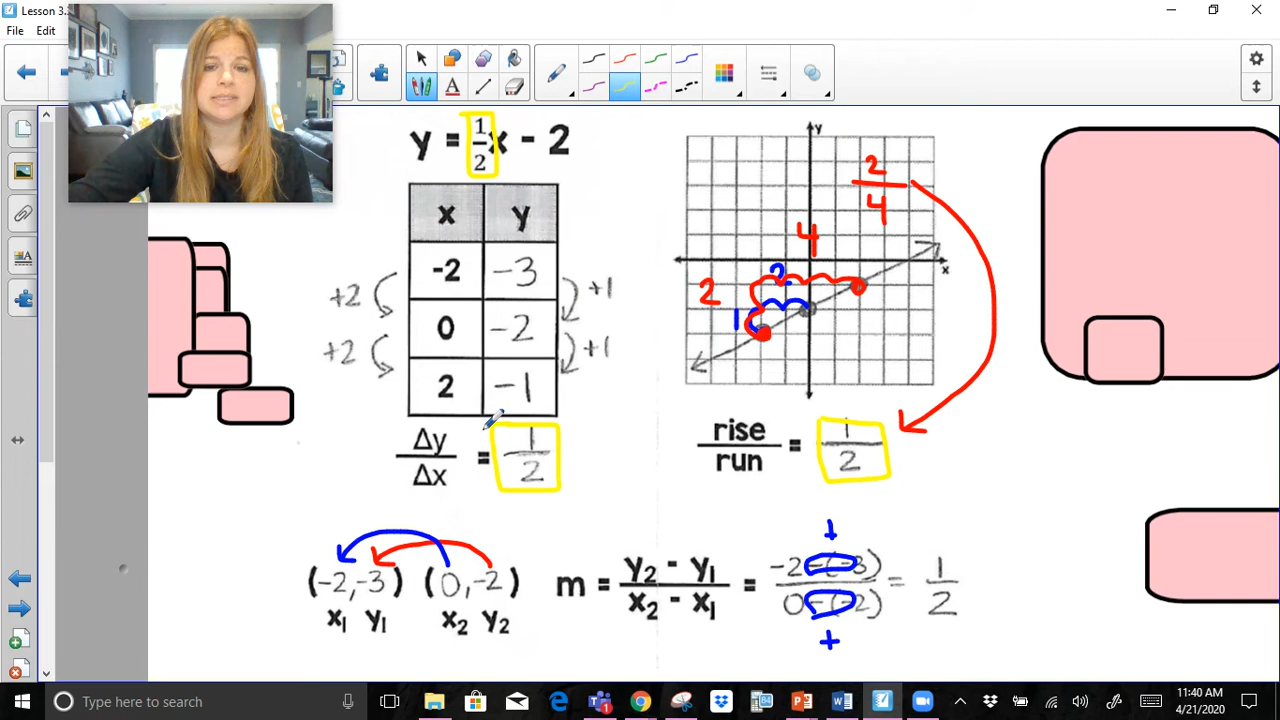 Lesson 3.
File Ed
y = 1/2 x - 2
x y
-2 -3
0 -2
2 -1
+2 +1
+2 +1
Δy/Δx = 1/2
y
x
2/4
4
2
2
1
rise/run = 1/2
(-2,-3) (0,-2)
x₁ y₁ x₂ y₂
m = y₂ - y₁ / x₂ - x₁ = -2-(-3) / 0-(-2) = 1/2
+
+
Type here to search
11:40 AM
4/21/2020